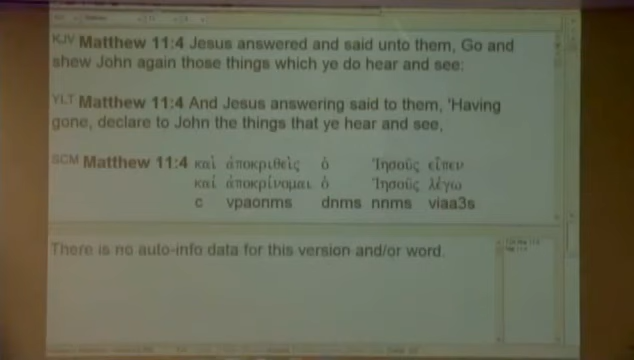 KJV Matthew 11:4 Jesus answered and said unto them, Go and
shew John again those things which ye do hear and see:
YLT Matthew 11:4 And Jesus answering said to them, 'Having
gone, declare to John the things that ye hear and see,
SCM Matthew 11:4 καὶ ἀποκριθεὶς ὁ Ἰησοῦς εἶπεν
καί ἀποκρίνομαι ὁ Ἰησοῦς λέγω
c vpaonms dnms nnms viaa3s
There is no auto-info data for this version and/or word.